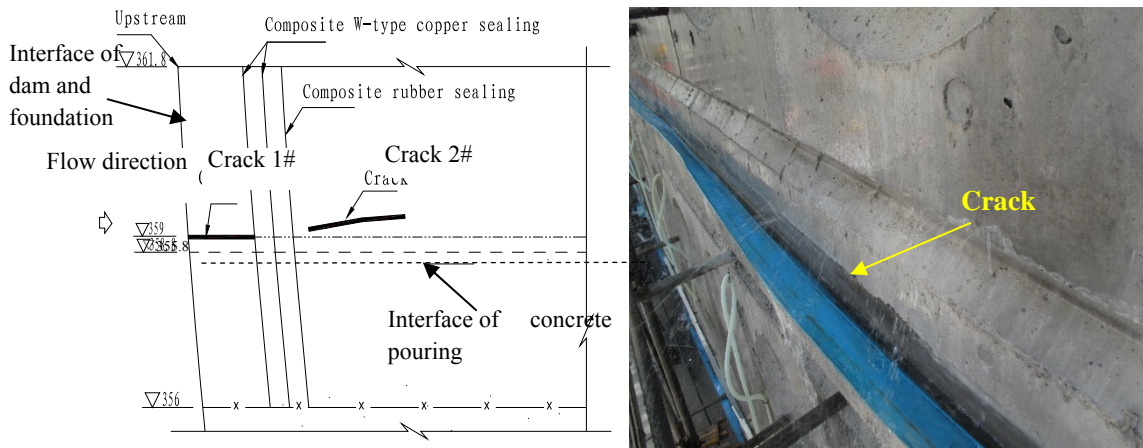 Upstream
Composite W-type copper sealing
Interface of
dam and
foundation
▽361.8
Composite rubber sealing
Flow direction
Crack 1#
Crack 2#
Crack
▽359
Crack
Interface of concrete
pouring
▽356